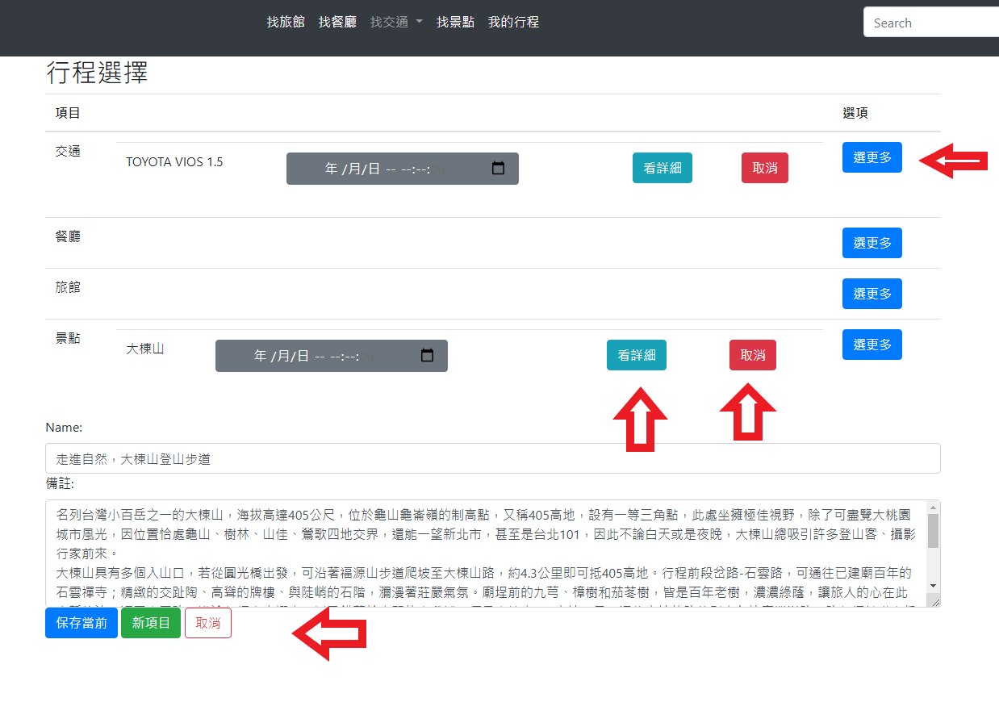 找旅館 找餐廳 找交通 找景點 我的行程 Search
行程選擇
項目 選項
交通 TOYOTA VIOS 1.5 年 /月/日 -- --:--: 看詳細 取消 選更多
餐廳 選更多
旅館 選更多
景點 大棟山 年 /月/日 -- --:--: 看詳細 取消 選更多
Name:
走進自然，大棟山登山步道
備註:
名列台灣小百岳之一的大棟山，海拔高達405公尺，位於龜山龜崙嶺的制高點，又稱405高地，設有一等三角點，此處坐擁極佳視野，除了可盡覽大桃園
城市風光，因位置恰處龜山、樹林、山佳、鶯歌四地交界，還能一望新北市，甚至是台北101，因此不論白天或是夜晚，大棟山總吸引許多登山客、攝影
行家前來。
大棟山具有多個入山口，若從圓光橋出發，可沿著福源山步道爬坡至大棟山路，約4.3公里即可抵405高地。行程前段岔路-石雲路，可通往已建廟百年的
石雲禪寺；精緻的交趾陶、高聳的牌樓、與陡峭的石階，瀰漫著莊嚴氣氛。廟埕前的九芎、樟樹和茄苳樹，皆是百年老樹，濃濃綠蔭，讓旅人的心在此
保存當前 新項目 取消